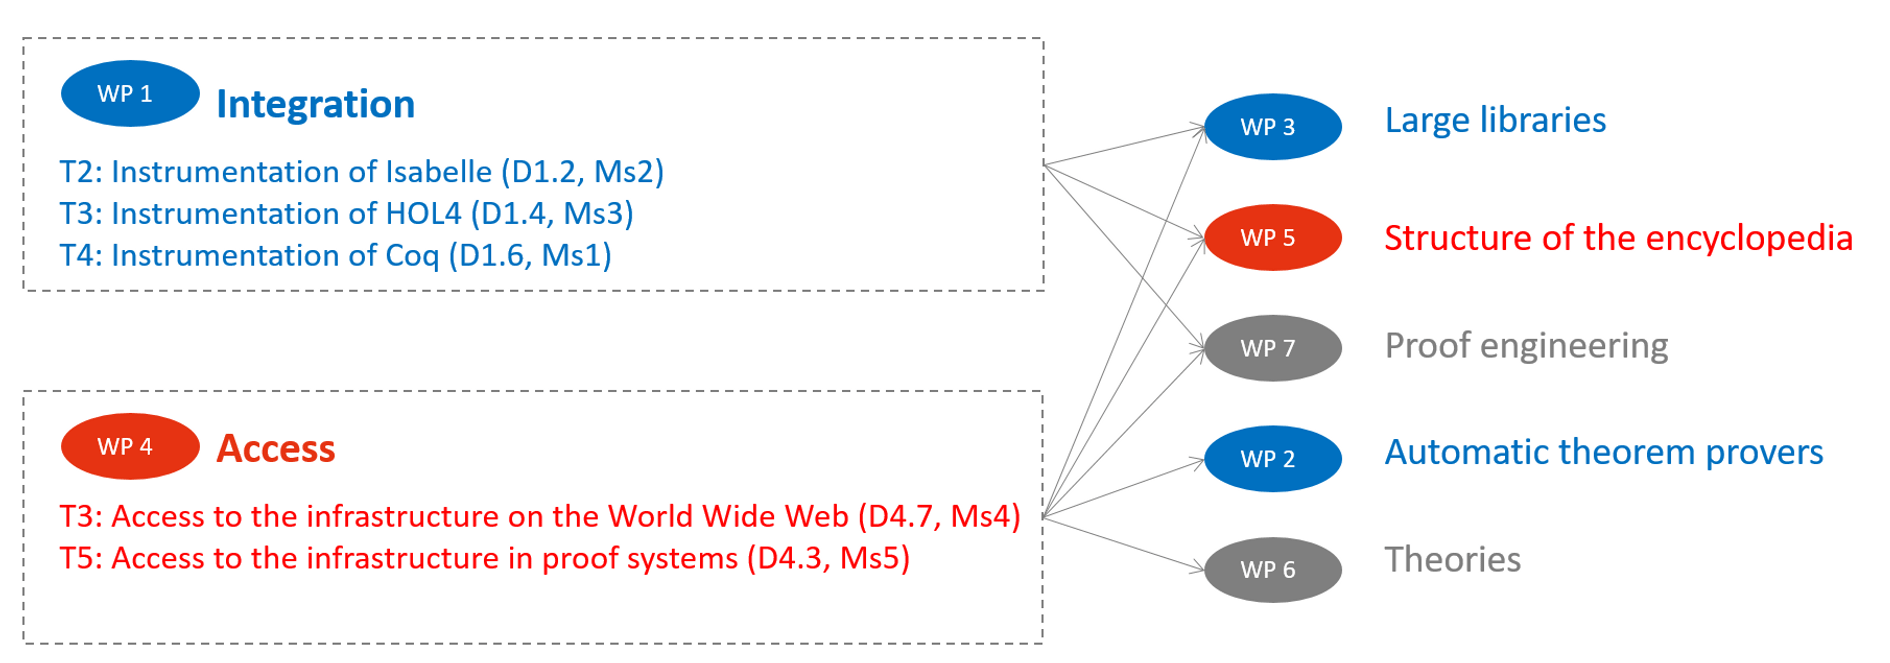 WP 1
Integration
T2: Instrumentation of Isabelle (D1.2, Ms2)
T3: Instrumentation of HOL4 (D1.4, Ms3)
T4: Instrumentation of Coq (D1.6, Ms1)
WP 4
Access
T3: Access to the infrastructure on the World Wide Web (D4.7, Ms4)
T5: Access to the infrastructure in proof systems (D4.3, Ms5)
WP 3
Large libraries
WP 5
Structure of the encyclopedia
WP 7
Proof engineering
WP 2
Automatic theorem provers
WP 6
Theories